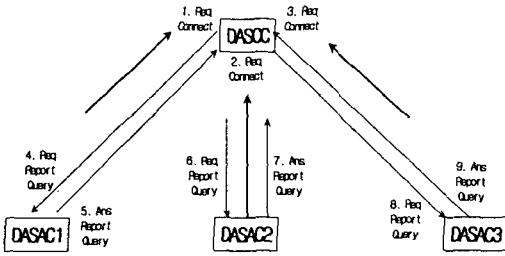 1. Req
Connect
3. Req
Connect
DASCC
2. Req
Connect
4. Req
Report
Query
5. Ans
Report
Query
6. Req
Report
Query
7. Ans
Report
Query
8. Req
Report
Query
9. Ans
Report
Query
DASAC1
DASAC2
DASAC3